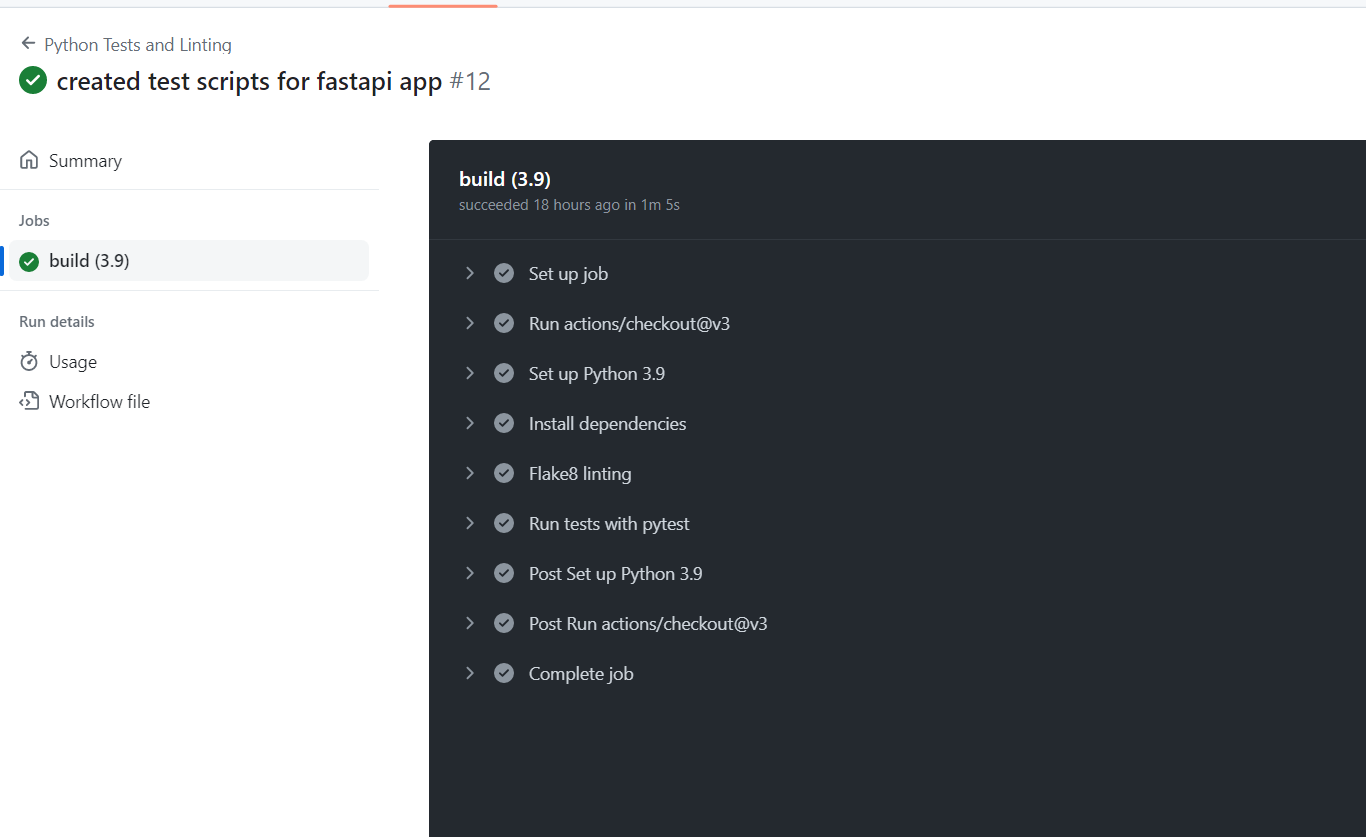 Python Tests and Linting
created test scripts for fastapi app #12
Summary
Jobs
build (3.9)
Run details
Usage
Workflow file
build (3.9)
succeeded 18 hours ago in 1m 5s
Set up job
Run actions/checkout@v3
Set up Python 3.9
Install dependencies
Flake8 linting
Run tests with pytest
Post Set up Python 3.9
Post Run actions/checkout@v3
Complete job